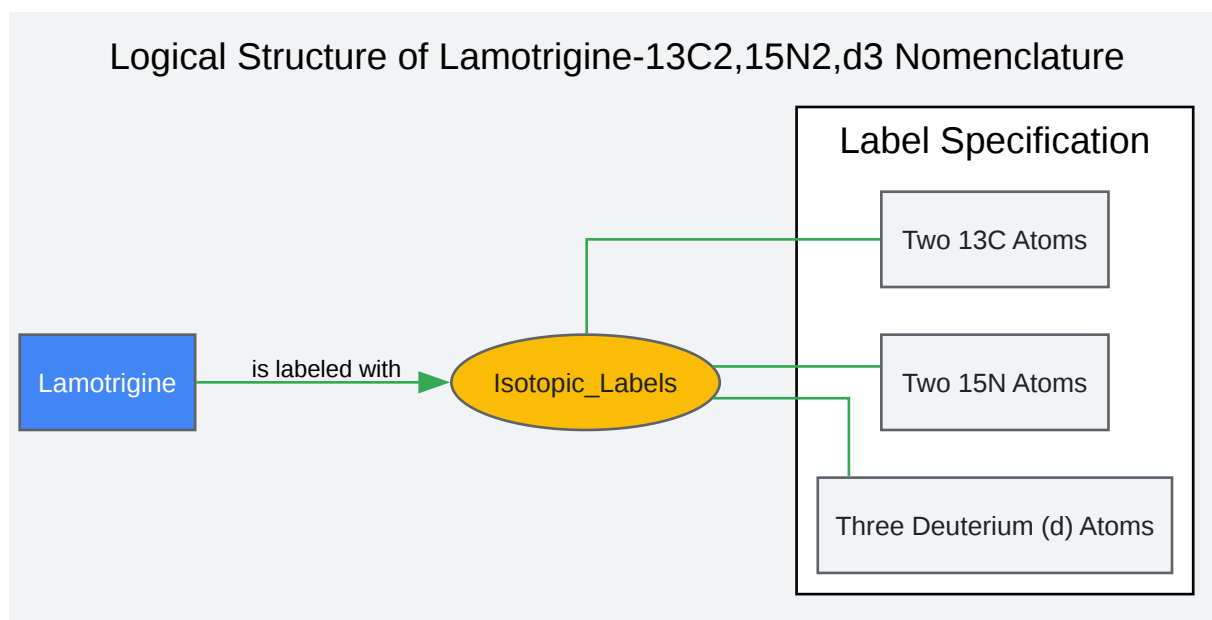 Logical Structure of Lamotrigine-13C2,15N2,d3 Nomenclature
Label Specification
Two 13C Atoms
Lamotrigine
is labeled with
Isotopic_Labels
Two 15N Atoms
Three Deuterium (d) Atoms